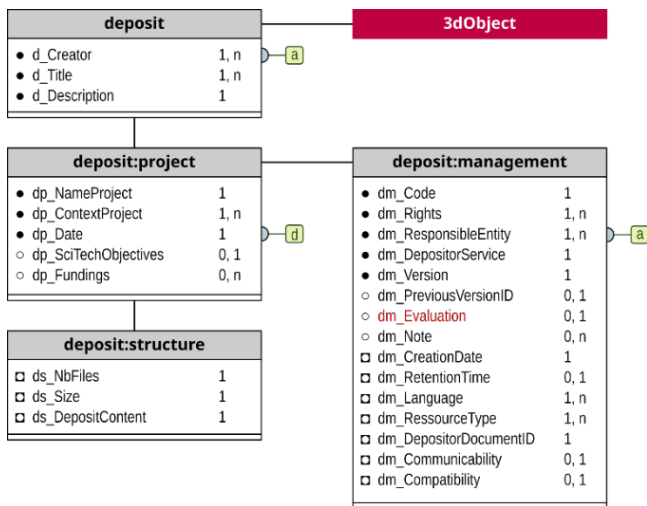 deposit
3dObject
d_Creator 1, n
a
d_Title 1, n
d_Description 1
deposit:project
dp_NameProject 1
dp_ContextProject 1, n
dp_Date 1
d
dp_SciTechObjectives 0, 1
dp_Fundings 0, n
deposit:structure
ds_NbFiles 1
ds_Size 1
ds_DepositContent 1
deposit:management
dm_Code 1
dm_Rights 1, n
dm_ResponsibleEntity 1, n
a
dm_DepositorService 1
dm_Version 1
dm_PreviousVersionID 0, 1
dm_Evaluation 0, 1
dm_Note 0, n
dm_CreationDate 1
dm_RetentionTime 0, 1
dm_Language 1, n
dm_RessourceType 1, n
dm_DepositorDocumentID 1
dm_Communicability 0, 1
dm_Compatibility 0, 1